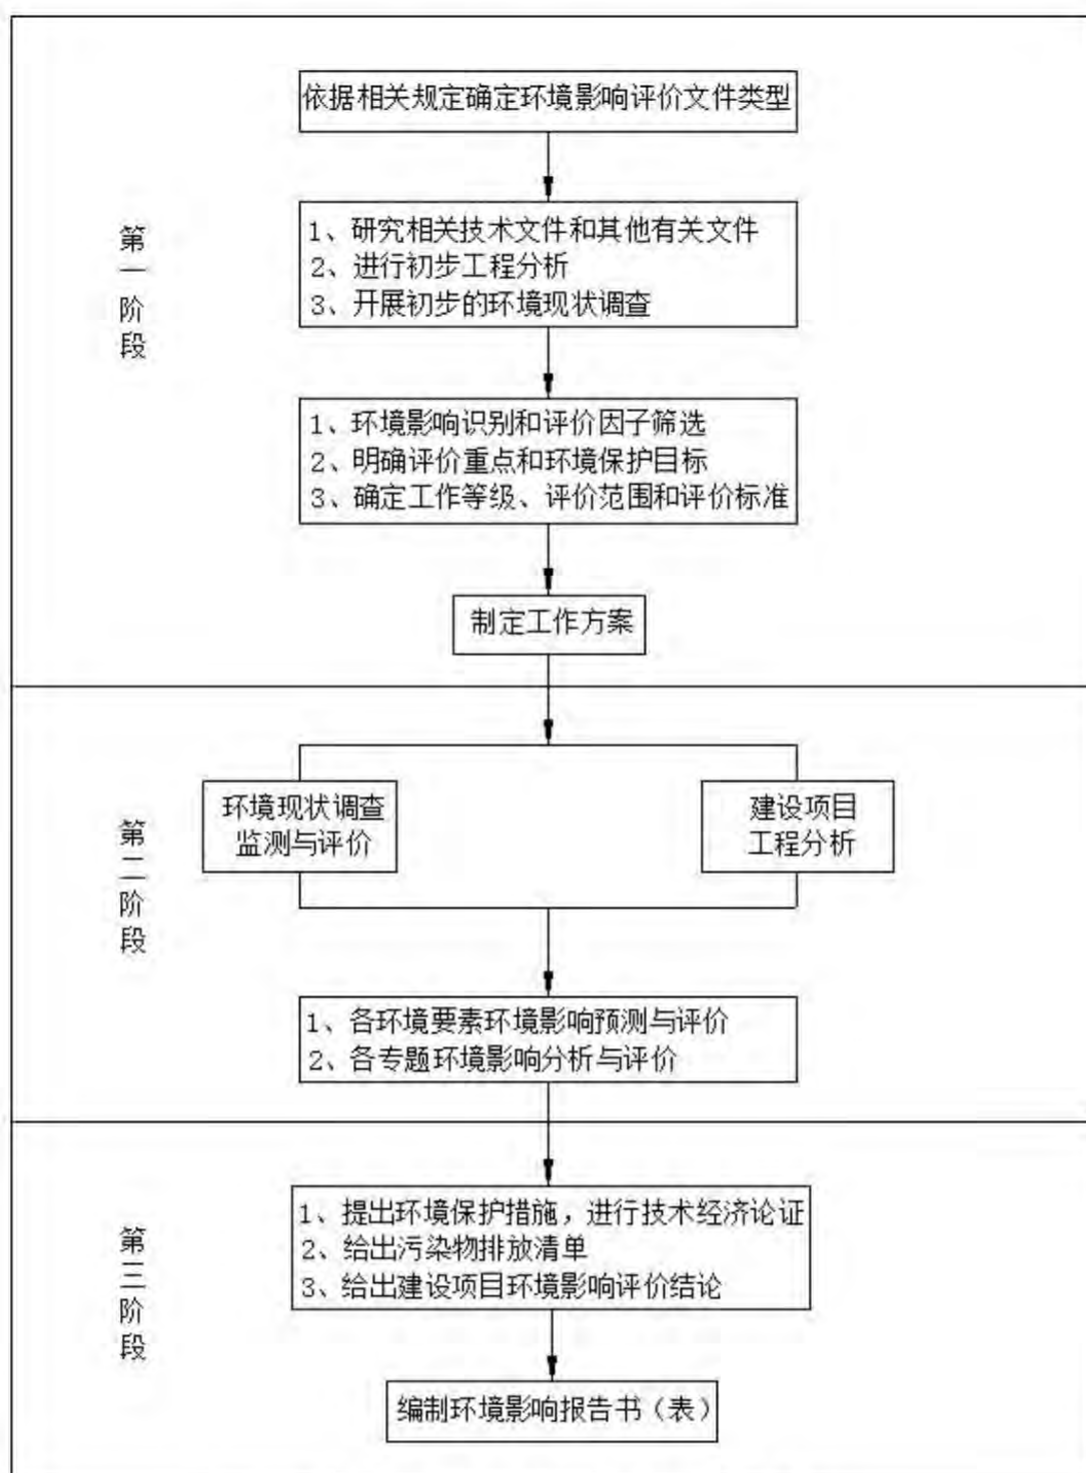 第一阶段
依据相关规定确定环境影响评价文件类型
1、研究相关技术文件和其他有关文件
2、进行初步工程分析
3、开展初步的环境现状调查
1、环境影响识别和评价因子筛选
2、明确评价重点和环境保护目标
3、确定工作等级、评价范围和评价标准
制定工作方案
第二阶段
环境现状调查
监测与评价
建设项目
工程分析
1、各环境要素环境影响预测与评价
2、各专题环境影响分析与评价
第三阶段
1、提出环境保护措施，进行技术经济论证
2、给出污染物排放清单
3、给出建设项目环境影响评价结论
编制环境影响报告书（表）